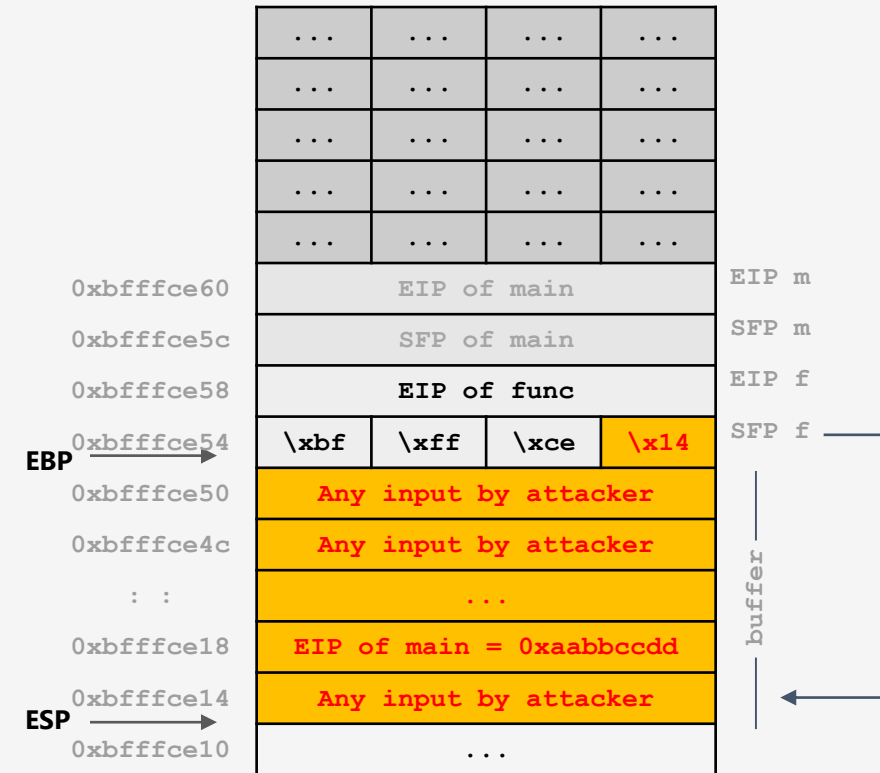 ... ... ... ...
... ... ... ...
... ... ... ...
... ... ... ...
... ... ... ...
0xbfffce60 EIP of main EIP m
0xbfffce5c SFP of main SFP m
0xbfffce58 EIP of func EIP f
0xbfffce54 \xbf \xff \xce \x14 SFP f
EBP
0xbfffce50 Any input by attacker
0xbfffce4c Any input by attacker
: : ...
buffer
0xbfffce18 EIP of main = 0xaabbccdd
0xbfffce14 Any input by attacker
ESP
0xbfffce10 ...